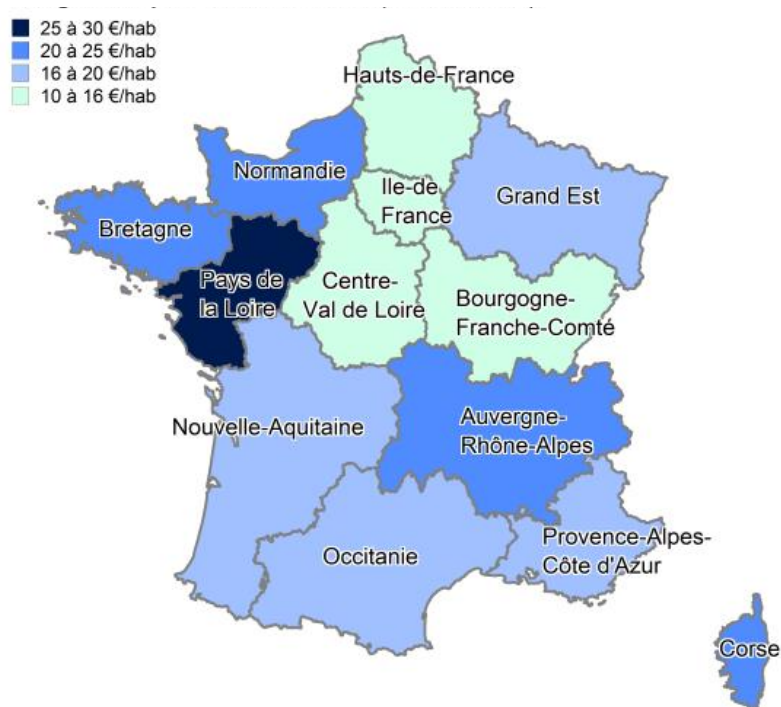 25 à 30 €/hab
20 à 25 €/hab
16 à 20 €/hab
10 à 16 €/hab
Hauts-de-France
Normandie
Ile-de
France
Grand Est
Bretagne
Pays de
la Loire
Centre-
Val de Loire
Bourgogne-
Franche-Comté
Nouvelle-Aquitaine
Auvergne-
Rhône-Alpes
Occitanie
Provence-Alpes-
Côte d'Azur
Corse